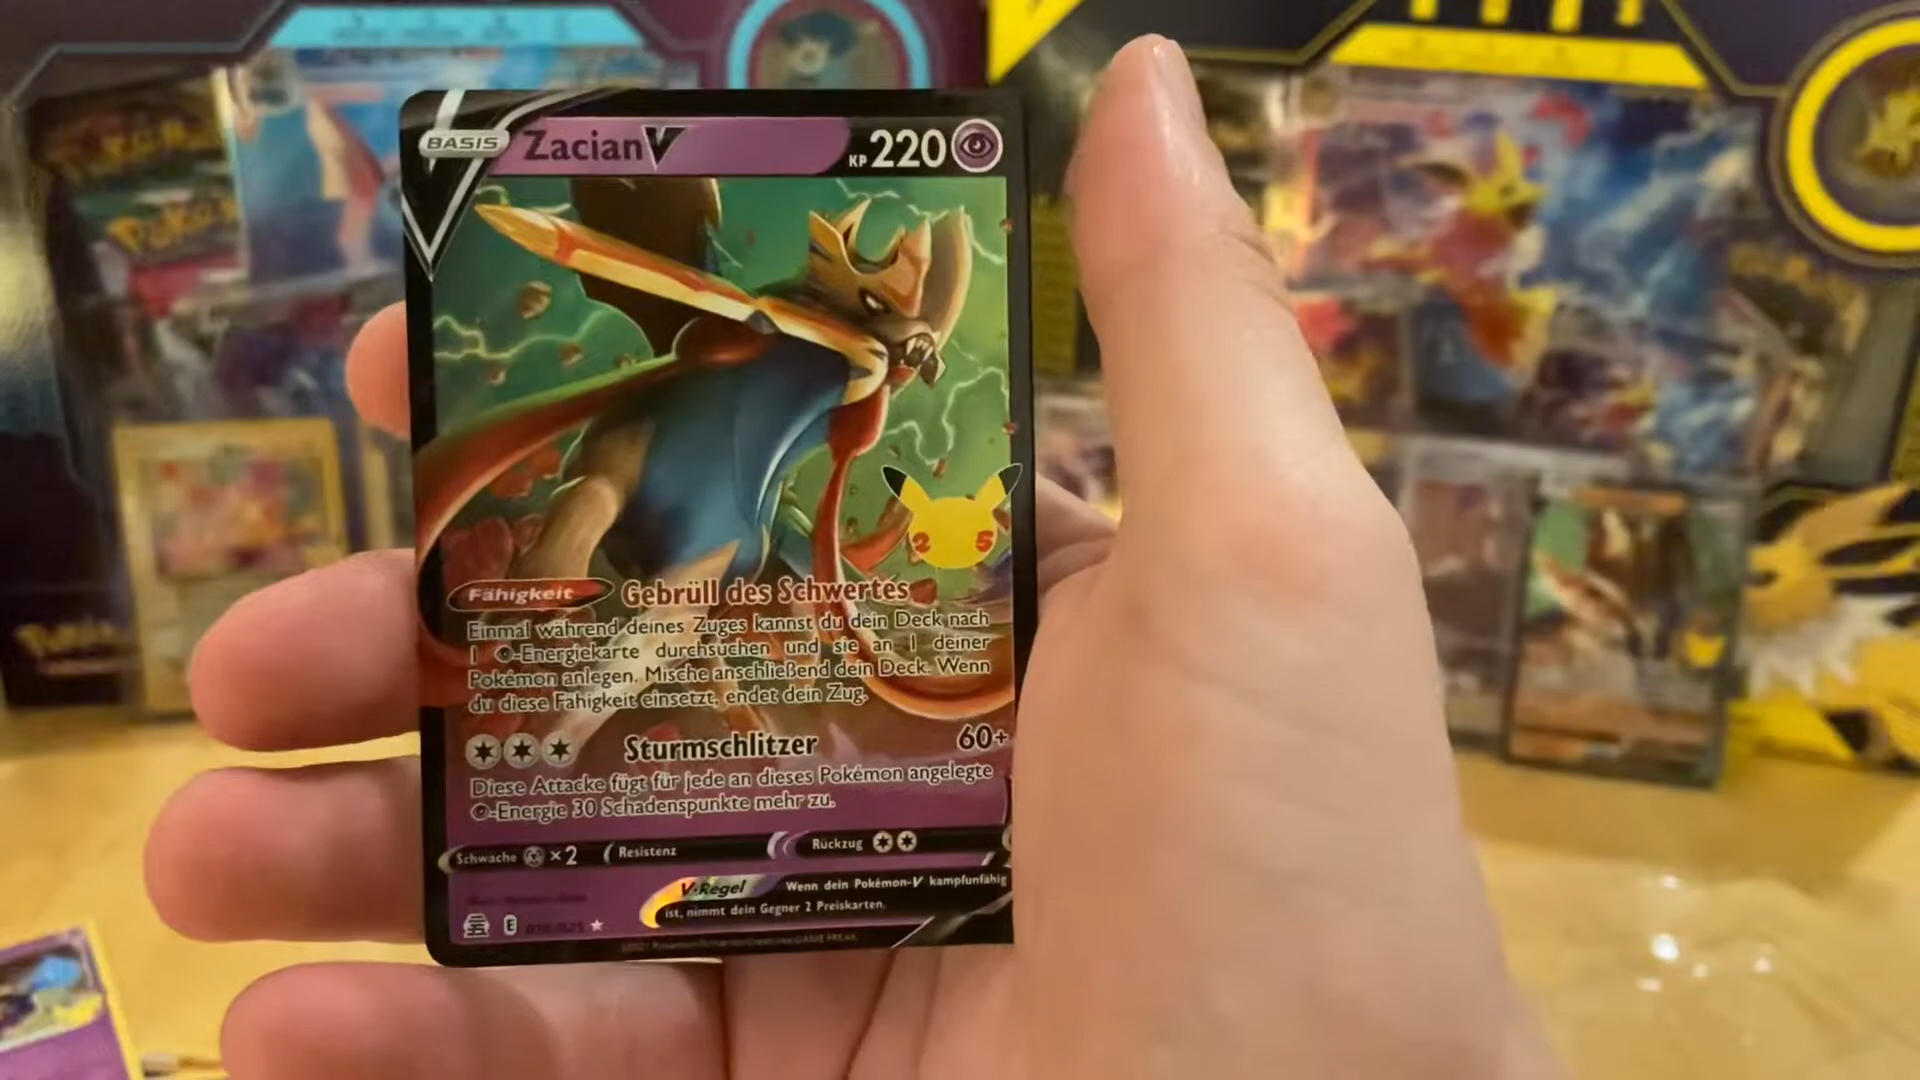 BASIS
Zacian V
KP 220
25
Fähigkeit Gebrüll des Schwertes
Einmal während deines Zuges kannst du dein Deck nach
1 -Energiekarte durchsuchen und sie an 1 deiner
Pokémon anlegen. Mische anschließend dein Deck. Wenn
du diese Fähigkeit einsetzt, endet dein Zug.
Sturmschlitzer 60+
Diese Attacke fügt für jede an dieses Pokémon angelegte
-Energie 30 Schadenspunkte mehr zu.
Schwäche ×2 Resistenz Rückzug
V-Regel Wenn dein Pokémon-V kampfunfähig
ist, nimmt dein Gegner 2 Preiskarten.
E 016/025